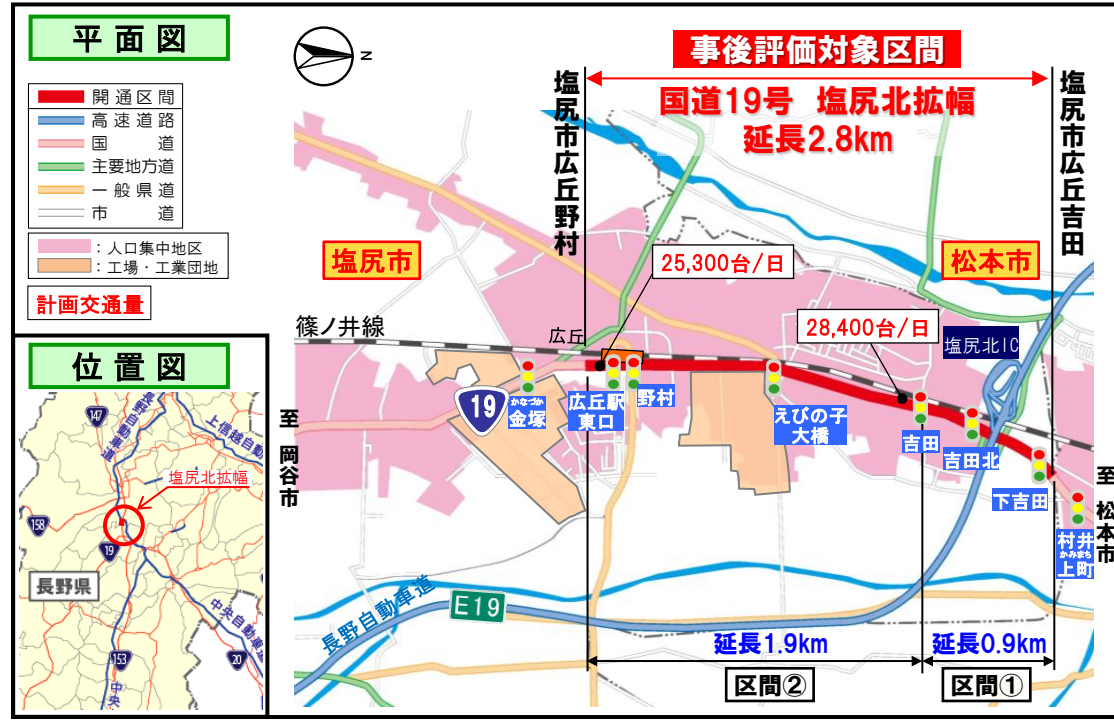 平面図
開通区間
高速道路
国道
主要地方道
一般県道
市道
：人口集中地区
：工場・工業団地
計画交通量
位置図
147
長野自動車道
上信越自動
塩尻北拡幅
158
19
長野県
中央自動車道
153
20
中央
N
事後評価対象区間
国道19号 塩尻北拡幅
延長2.8km
塩尻市広丘野村
塩尻市広丘吉田
塩尻市
松本市
25,300台/日
28,400台/日
塩尻北IC
篠ノ井線
広丘
至 岡谷市
19
かなづか
金塚
広丘駅
東口
野村
えびの子
大橋
吉田
吉田北
下吉田
村井
かみまち
上町
至 松本市
長野自動車道
E19
延長1.9km
延長0.9km
区間②
区間①